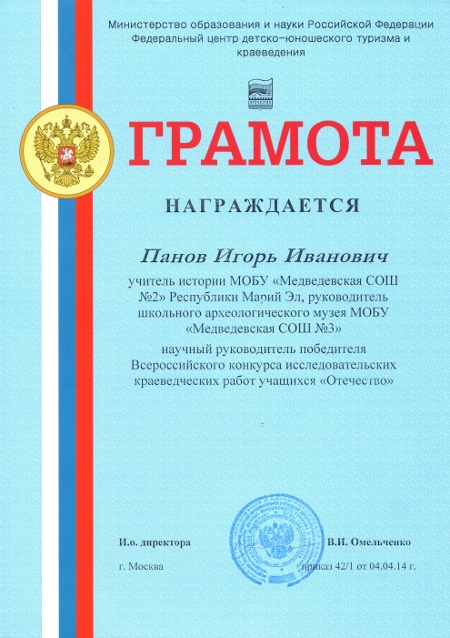 Министерство образования и науки Российской Федерации
Федеральный центр детско-юношеского туризма и
краеведения
ГРАМОТА
НАГРАЖДАЕТСЯ
Панов Игорь Иванович
учитель истории МОБУ «Медведевская СОШ
№2» Республики Марий Эл, руководитель
школьного археологического музея МОБУ
«Медведевская СОШ №3»
научный руководитель победителя
Всероссийского конкурса исследовательских
краеведческих работ учащихся «Отечество»
И.о. директора В.И. Омельченко
г. Москва приказ 42/1 от 04.04.14 г.